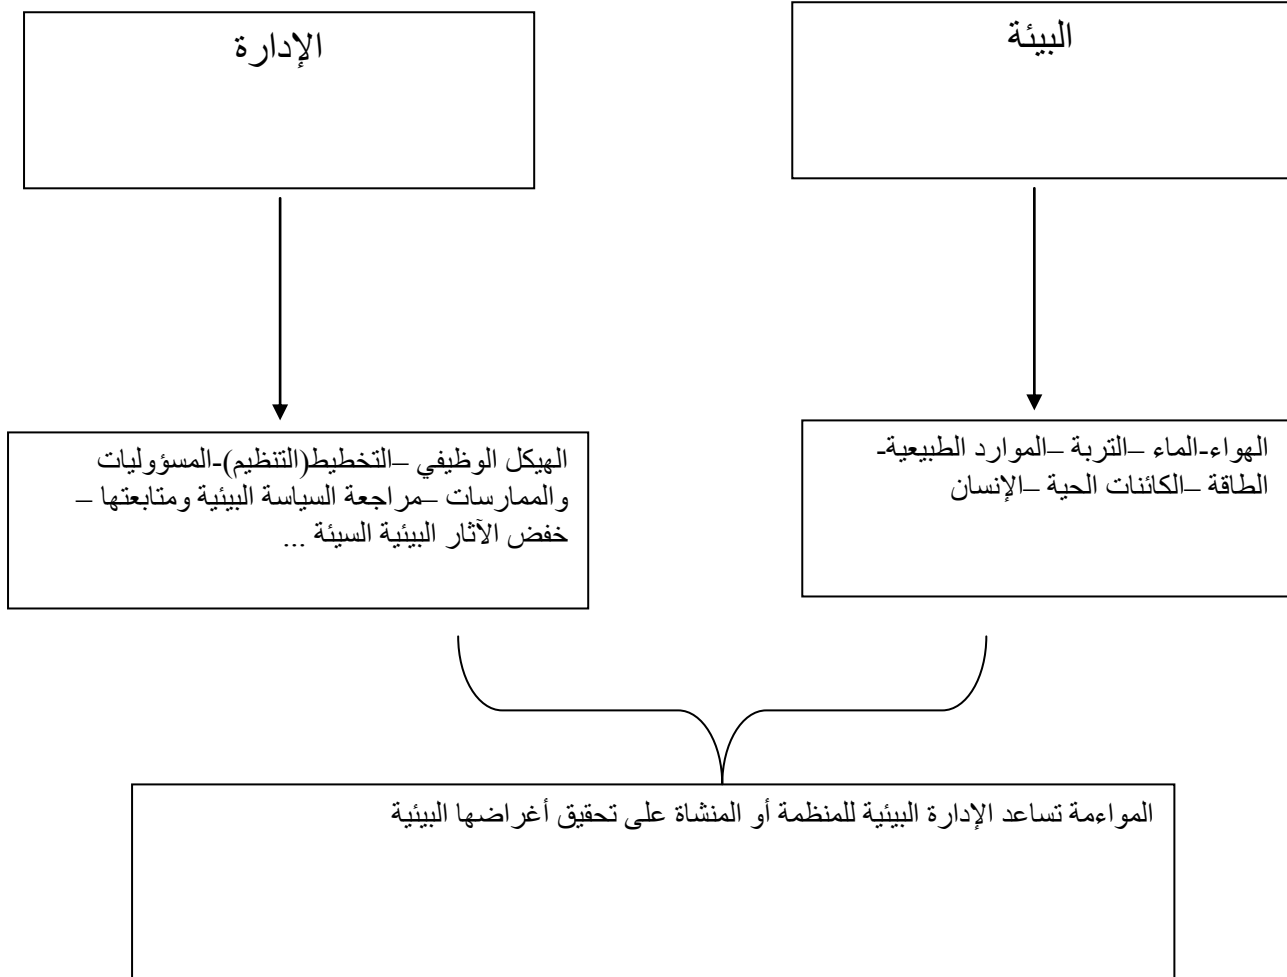 البيئة
الإدارة
الهواء-الماء –التربة –الموارد الطبيعية-
الطاقة –الكائنات الحية –الإنسان
الهيكل الوظيفي –التخطيط(التنظيم)-المسؤوليات
والممارسات –مراجعة السياسة البيئية ومتابعتها –
خفض الآثار البيئية السيئة ...
المواءمة تساعد الإدارة البيئية للمنظمة أو المنشاة على تحقيق أغراضها البيئية